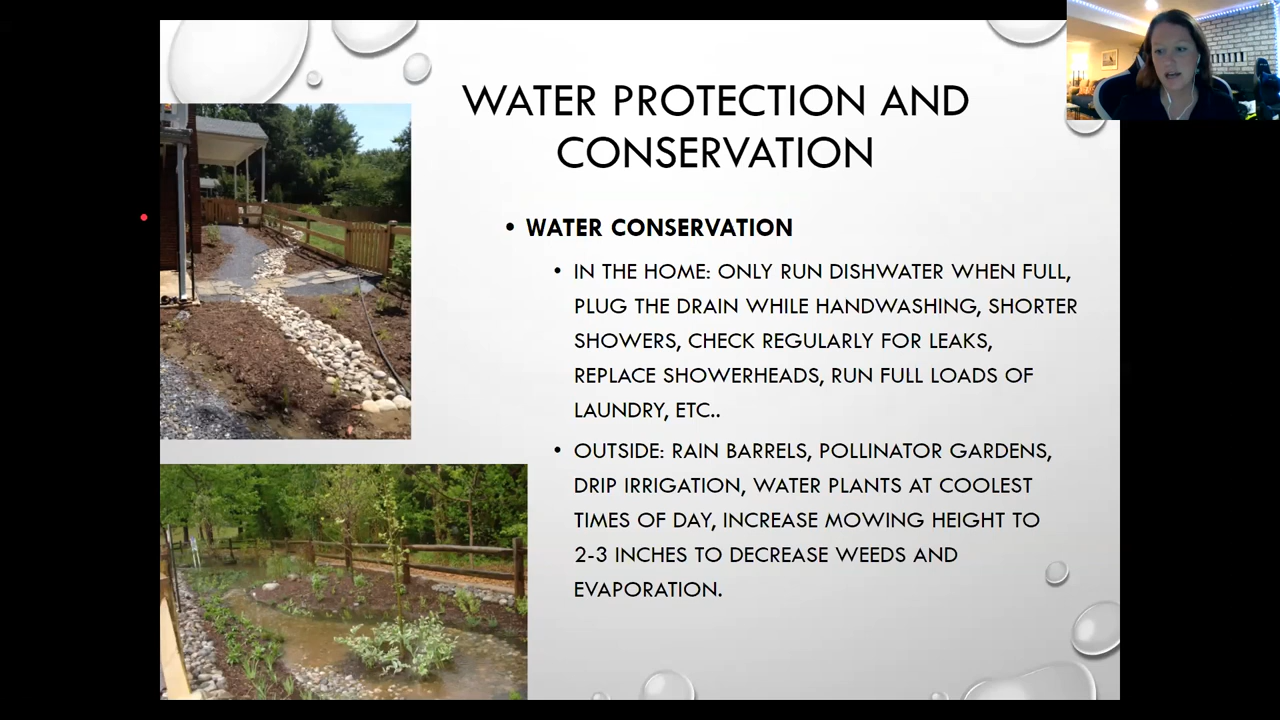 WATER PROTECTION AND
CONSERVATION
• WATER CONSERVATION
• IN THE HOME: ONLY RUN DISHWATER WHEN FULL,
PLUG THE DRAIN WHILE HANDWASHING, SHORTER
SHOWERS, CHECK REGULARLY FOR LEAKS,
REPLACE SHOWERHEADS, RUN FULL LOADS OF
LAUNDRY, ETC..
• OUTSIDE: RAIN BARRELS, POLLINATOR GARDENS,
DRIP IRRIGATION, WATER PLANTS AT COOLEST
TIMES OF DAY, INCREASE MOWING HEIGHT TO
2-3 INCHES TO DECREASE WEEDS AND
EVAPORATION.